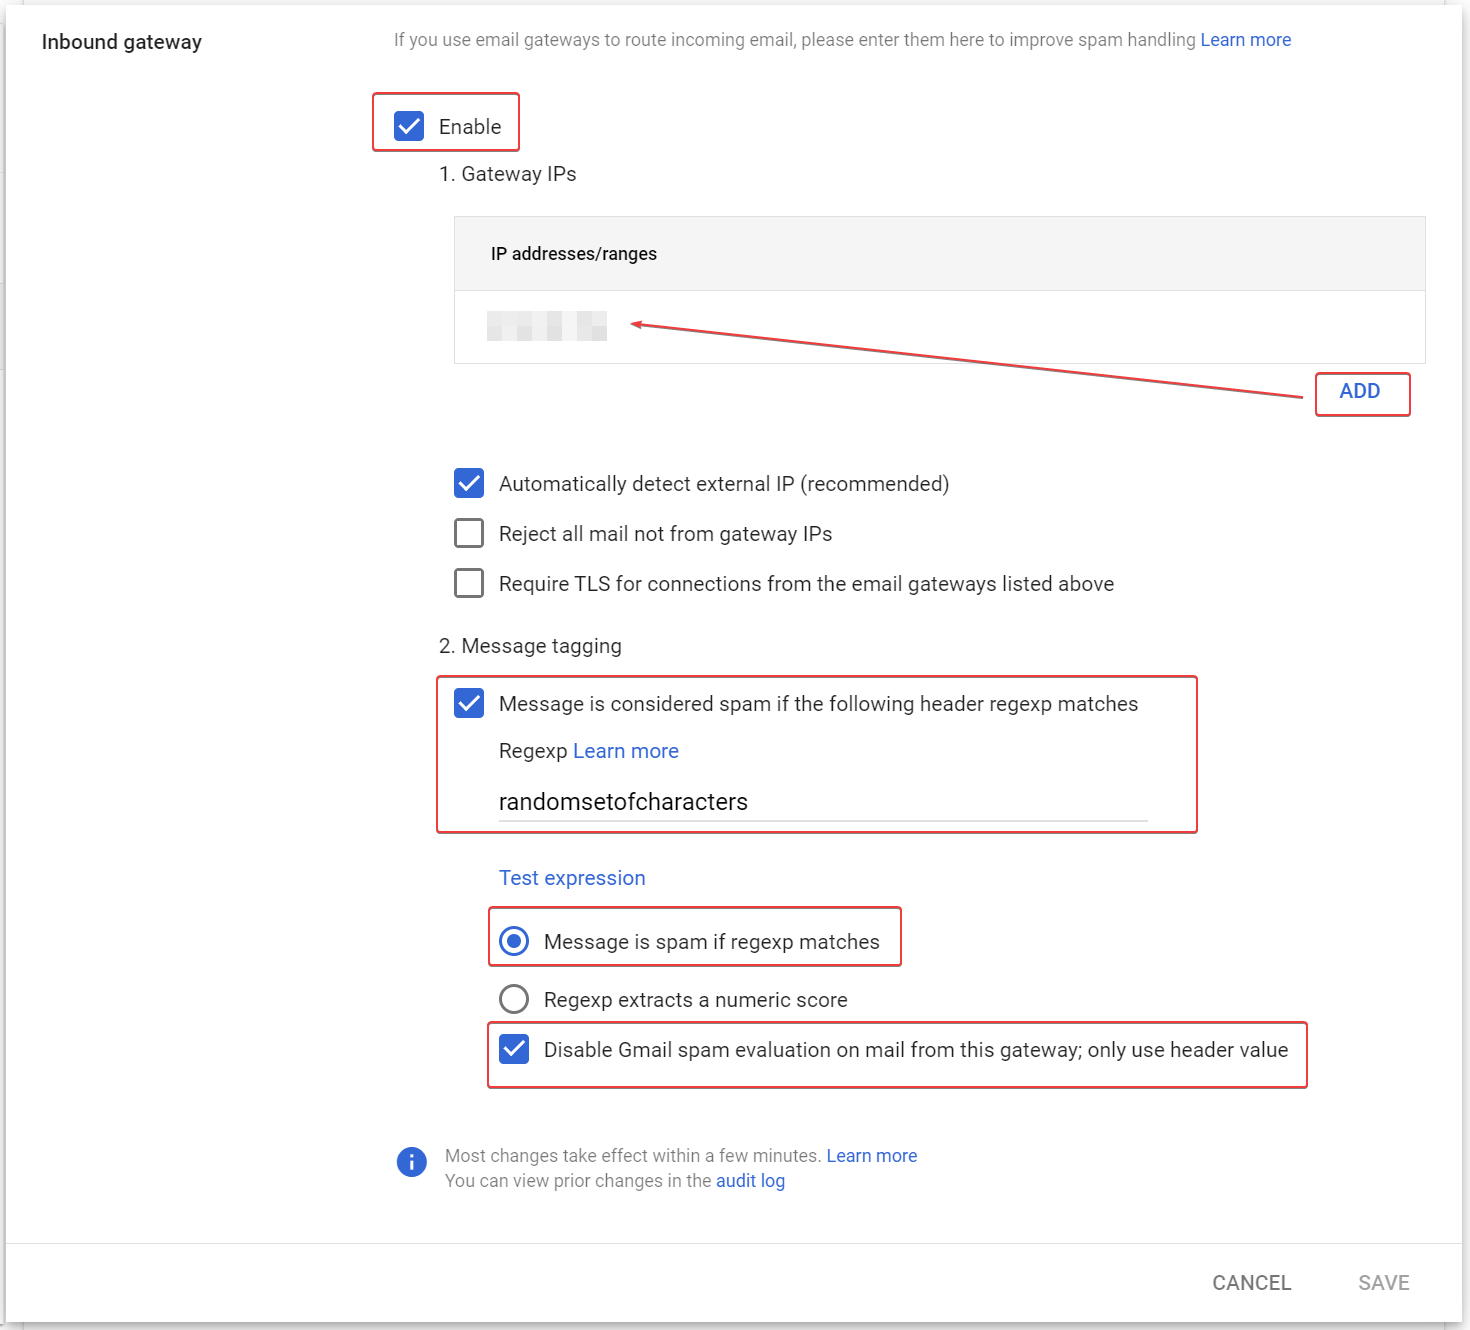 Inbound gateway
If you use email gateways to route incoming email, please enter them here to improve spam handling Learn more
Enable
1. Gateway IPs
IP addresses/ranges
ADD
Automatically detect external IP (recommended)
Reject all mail not from gateway IPs
Require TLS for connections from the email gateways listed above
2. Message tagging
Message is considered spam if the following header regexp matches
Regexp Learn more
randomsetofcharacters
Test expression
Message is spam if regexp matches
Regexp extracts a numeric score
Disable Gmail spam evaluation on mail from this gateway; only use header value
Most changes take effect within a few minutes. Learn more
You can view prior changes in the audit log
CANCEL SAVE